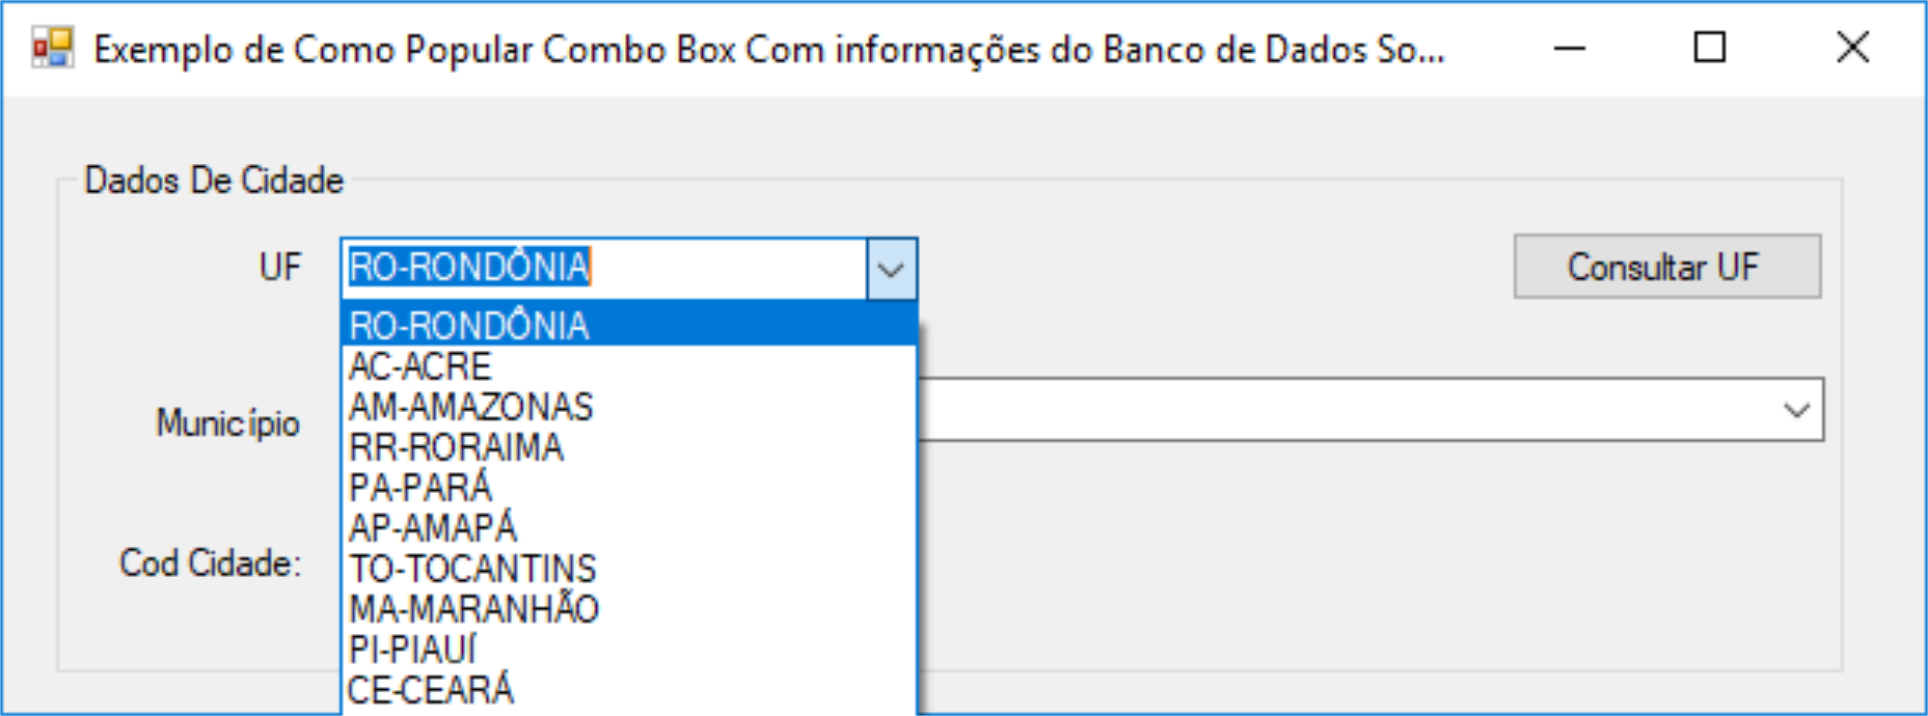 Exemplo de Como Popular Combo Box Com informações do Banco de Dados So...
Dados De Cidade
UF RO-RONDÔNIA Consultar UF
RO-RONDÔNIA
AC-ACRE
AM-AMAZONAS
Município
RR-RORAIMA
PA-PARÁ
AP-AMAPÁ
Cod Cidade:
TO-TOCANTINS
MA-MARANHÃO
PI-PIAUÍ
CE-CEARÁ